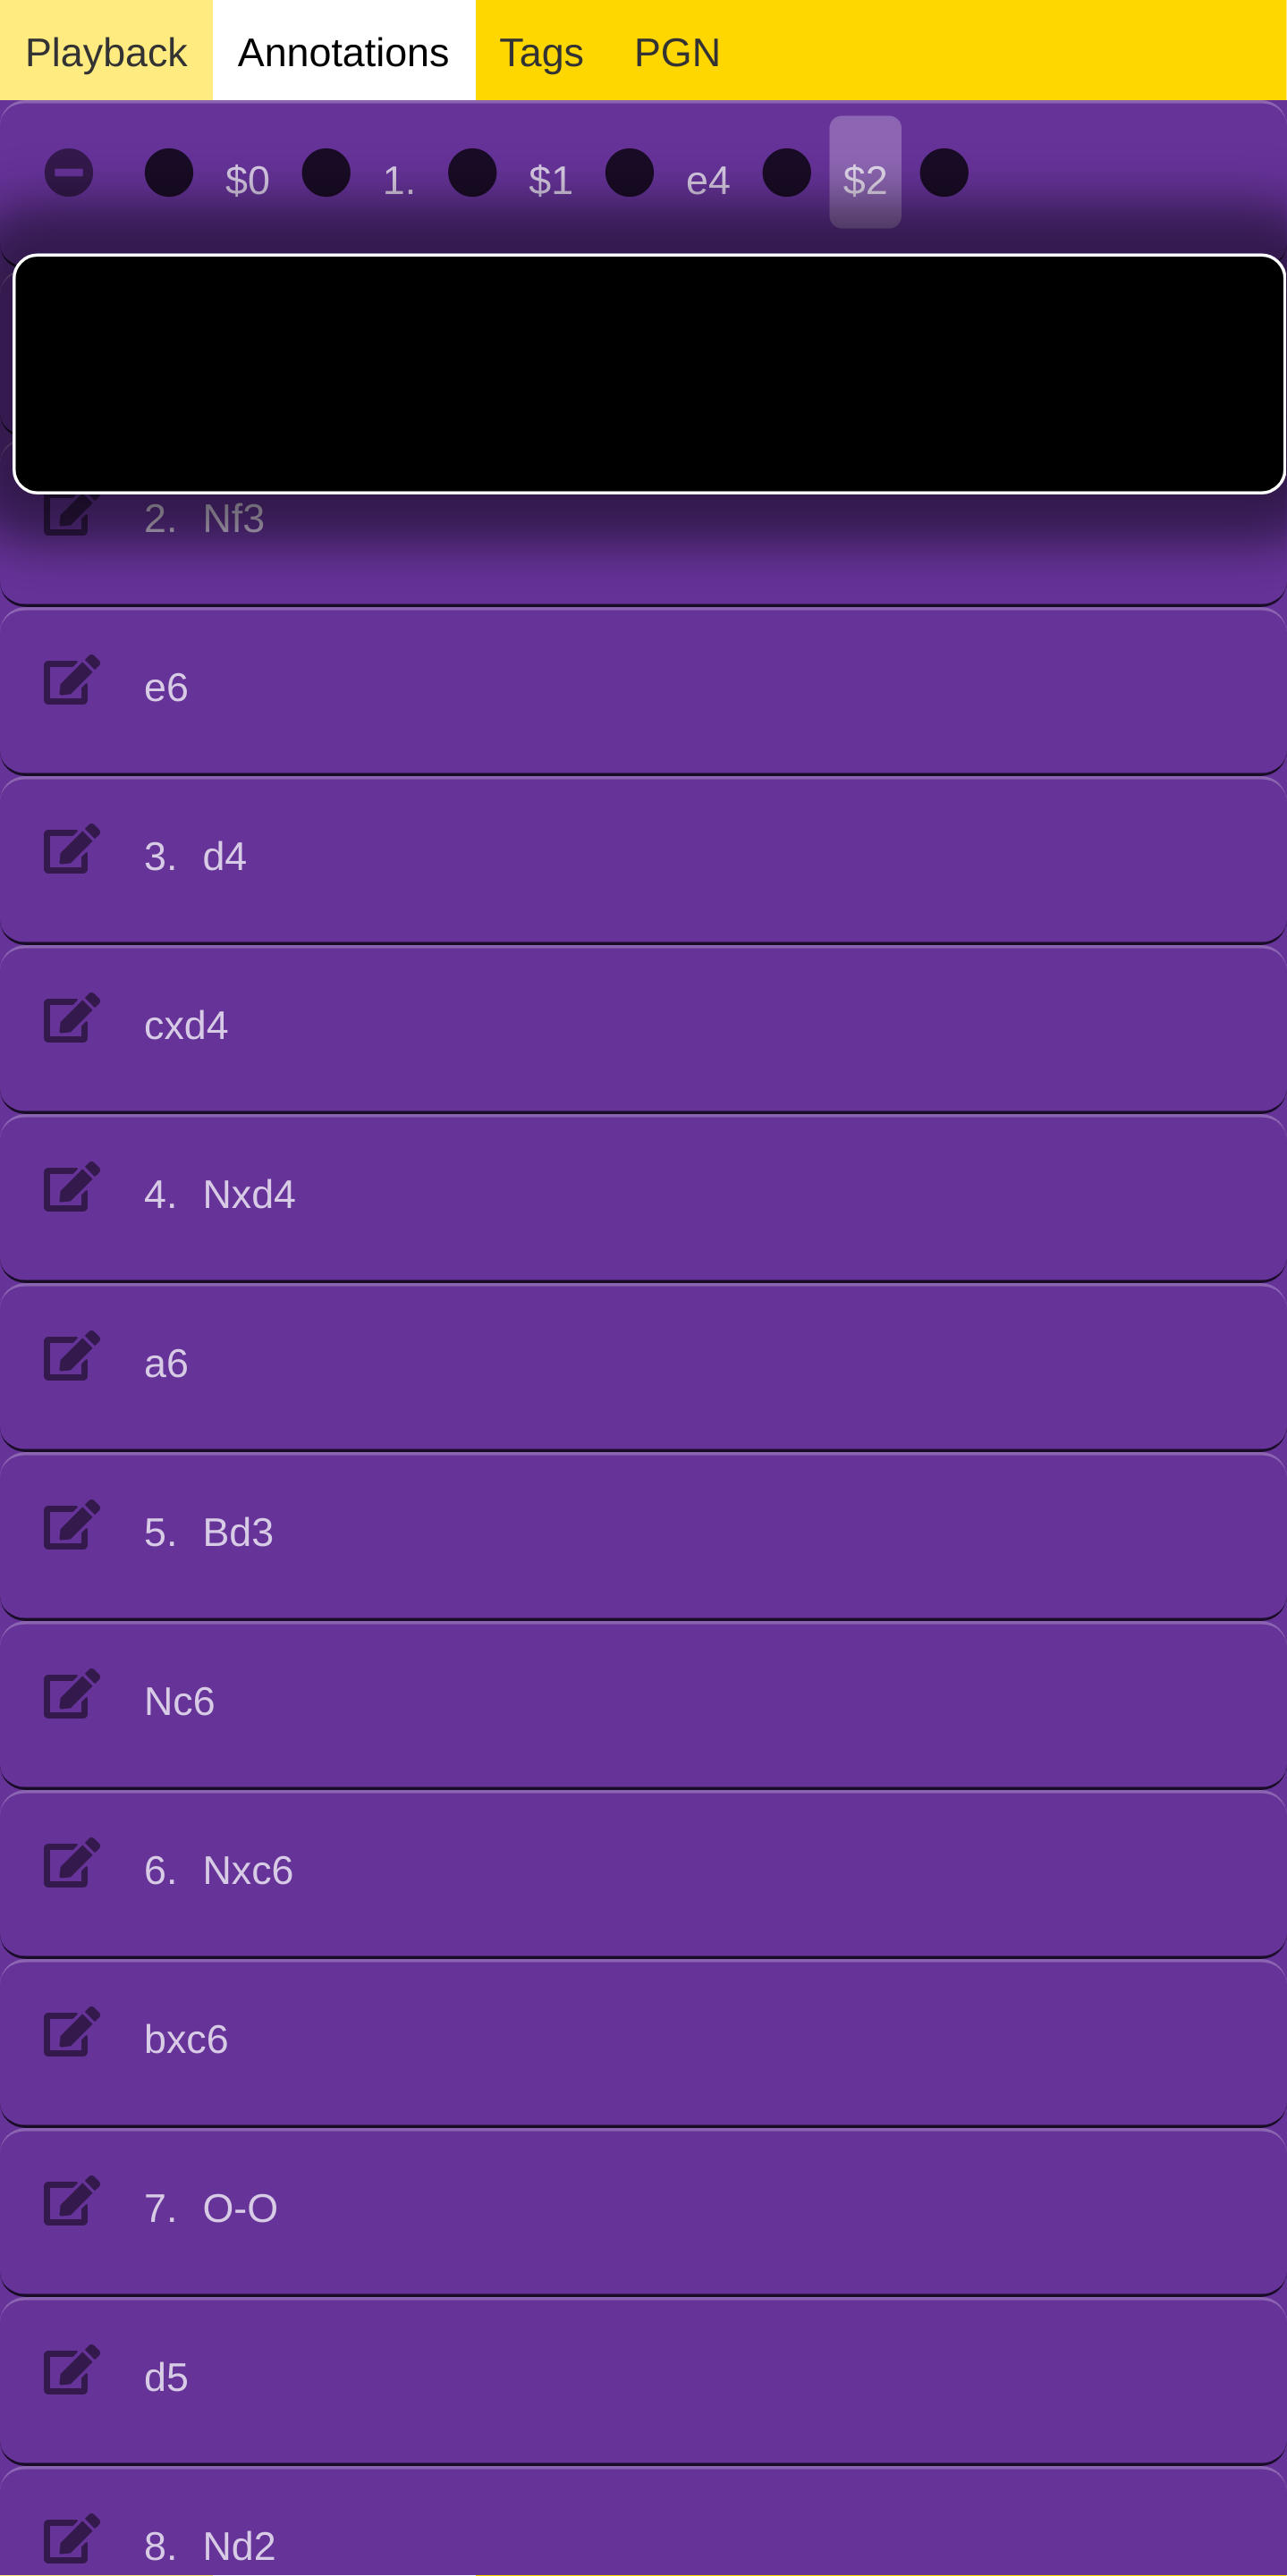 Playback Annotations Tags PGN
$0 1. $1 e4 $2
2. Nf3
e6
3. d4
cxd4
4. Nxd4
a6
5. Bd3
Nc6
6. Nxc6
bxc6
7. O-O
d5
8. Nd2